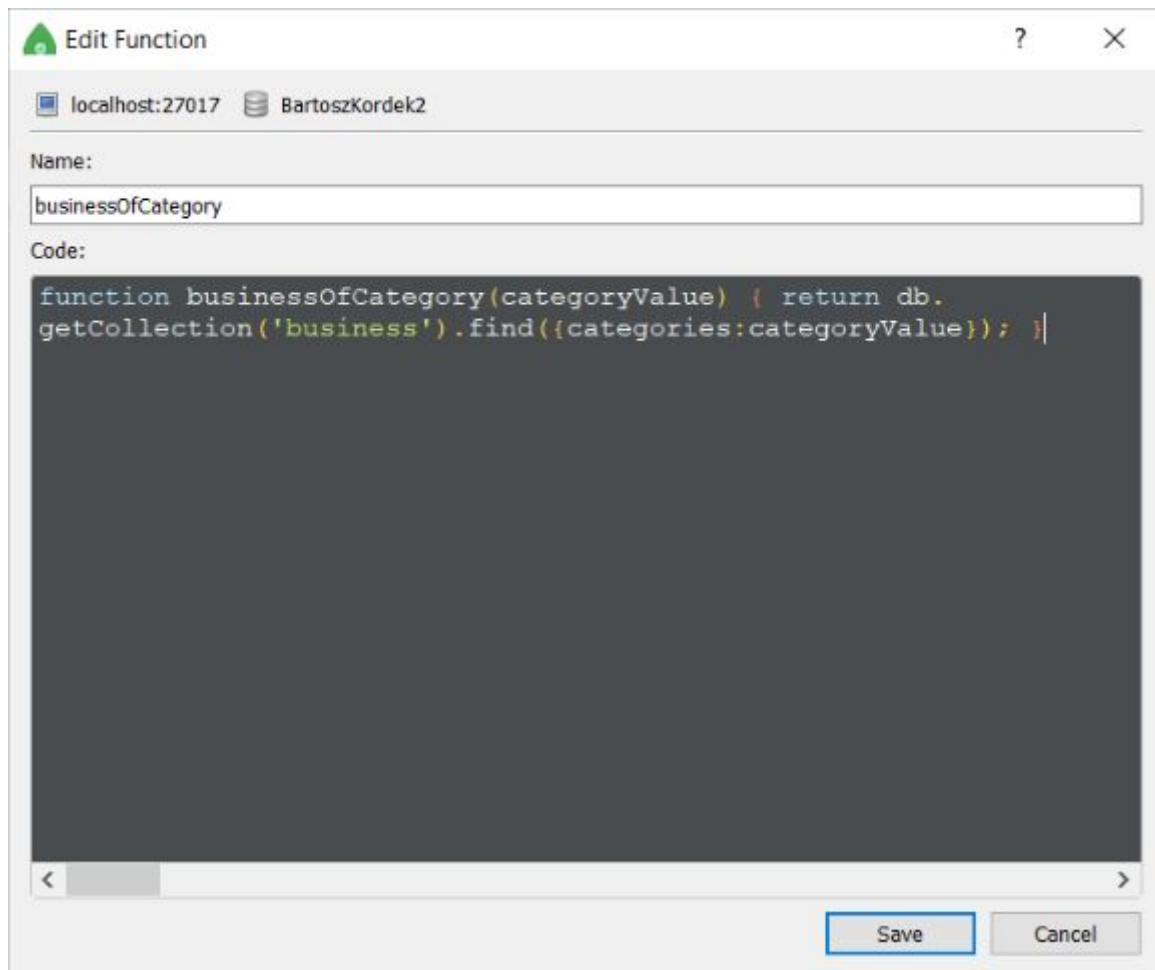 Edit Function
localhost:27017 BartoszKordek2
Name:
businessOfCategory
Code:
function businessOfCategory(categoryValue) { return db.
getCollection('business').find({categories:categoryValue}); }
Save Cancel